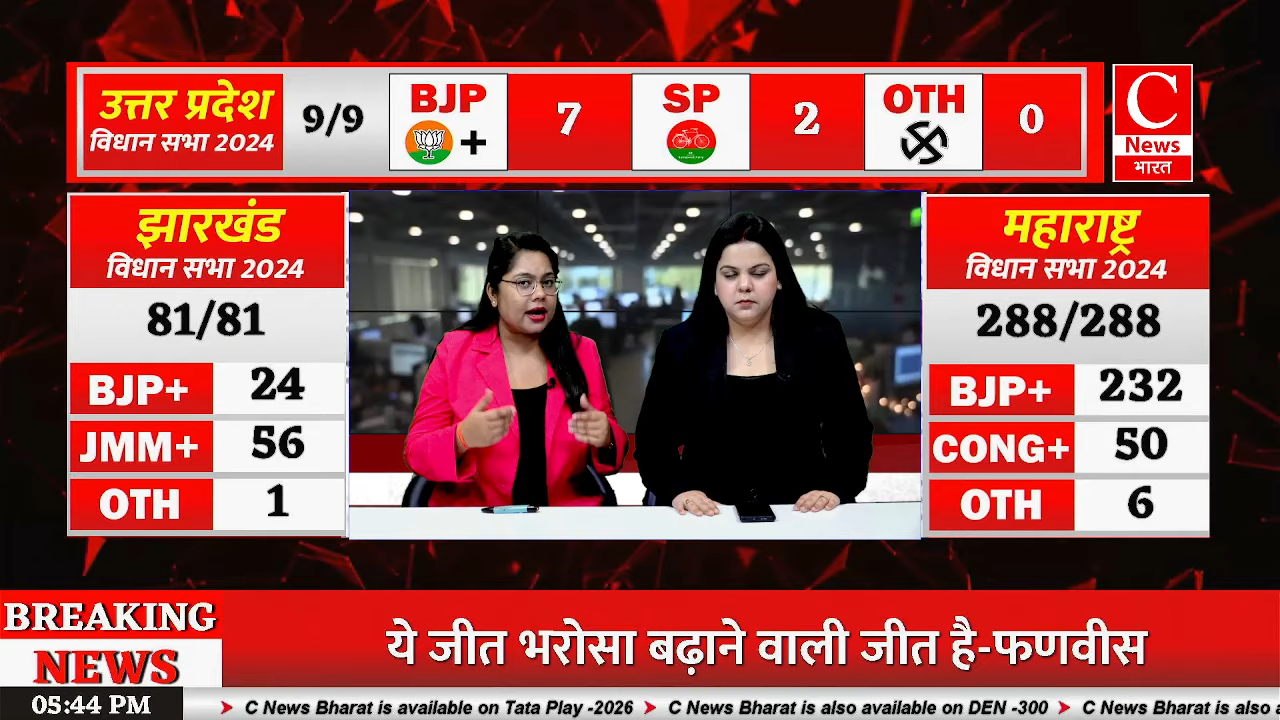 उत्तर प्रदेश
विधान सभा 2024
9/9
BJP
+
7
SP
2
OTH
0
C
News
भारत
झारखंड
विधान सभा 2024
81/81
BJP+ 24
JMM+ 56
OTH 1
महाराष्ट्र
विधान सभा 2024
288/288
BJP+ 232
CONG+ 50
OTH 6
BREAKING
NEWS
ये जीत भरोसा बढ़ाने वाली जीत है-फणवीस
05:44 PM
C News Bharat is available on Tata Play -2026 C News Bharat is also available on DEN -300 C News Bharat is also a